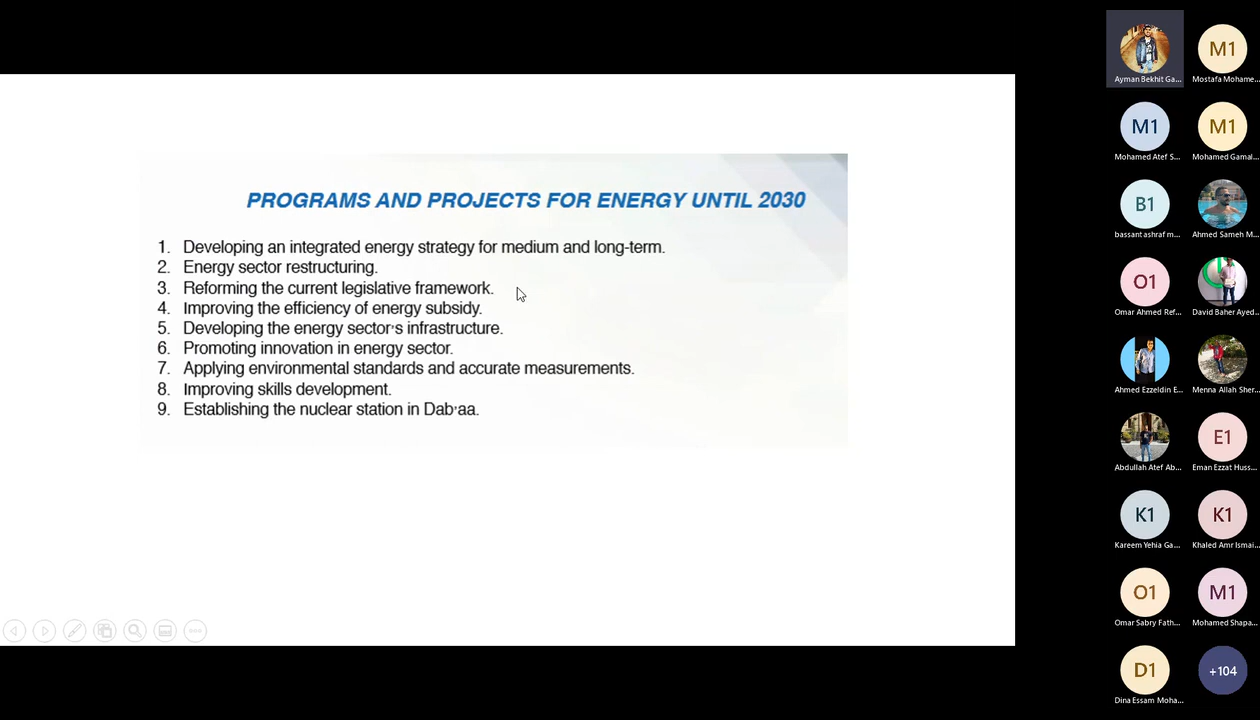 PROGRAMS AND PROJECTS FOR ENERGY UNTIL 2030
1. Developing an integrated energy strategy for medium and long-term.
2. Energy sector restructuring.
3. Reforming the current legislative framework.
4. Improving the efficiency of energy subsidy.
5. Developing the energy sector's infrastructure.
6. Promoting innovation in energy sector.
7. Applying environmental standards and accurate measurements.
8. Improving skills development.
9. Establishing the nuclear station in Dab'aa.
Ayman Bekhit Ga...
M1
Mostafa Mohame...
M1
Mohamed Atef S...
M1
Mohamed Gamal...
B1
bassant ashraf m...
Ahmed Sameh M...
O1
Omar Ahmed Ref...
David Baher Ayed...
Ahmed Ezzeldin E...
Menna Allah Sher...
Abdullah Atef Ab...
E1
Eman Ezzat Huss...
K1
Kareem Yehia Ga...
K1
Khaled Amr Ismai...
O1
Omar Sabry Fath...
M1
Mohamed Shapa...
D1
Dina Essam Moha...
+104